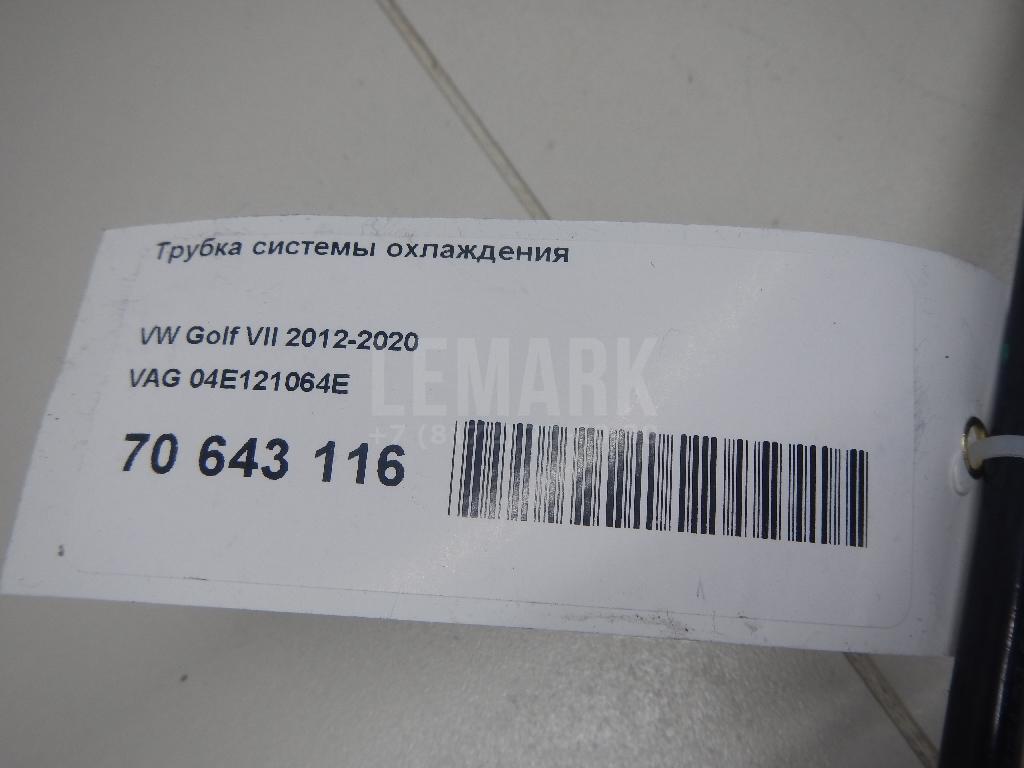 Трубка системы охлаждения
VW Golf VII 2012-2020
VAG 04E121064E
LEMARK
70 643 116